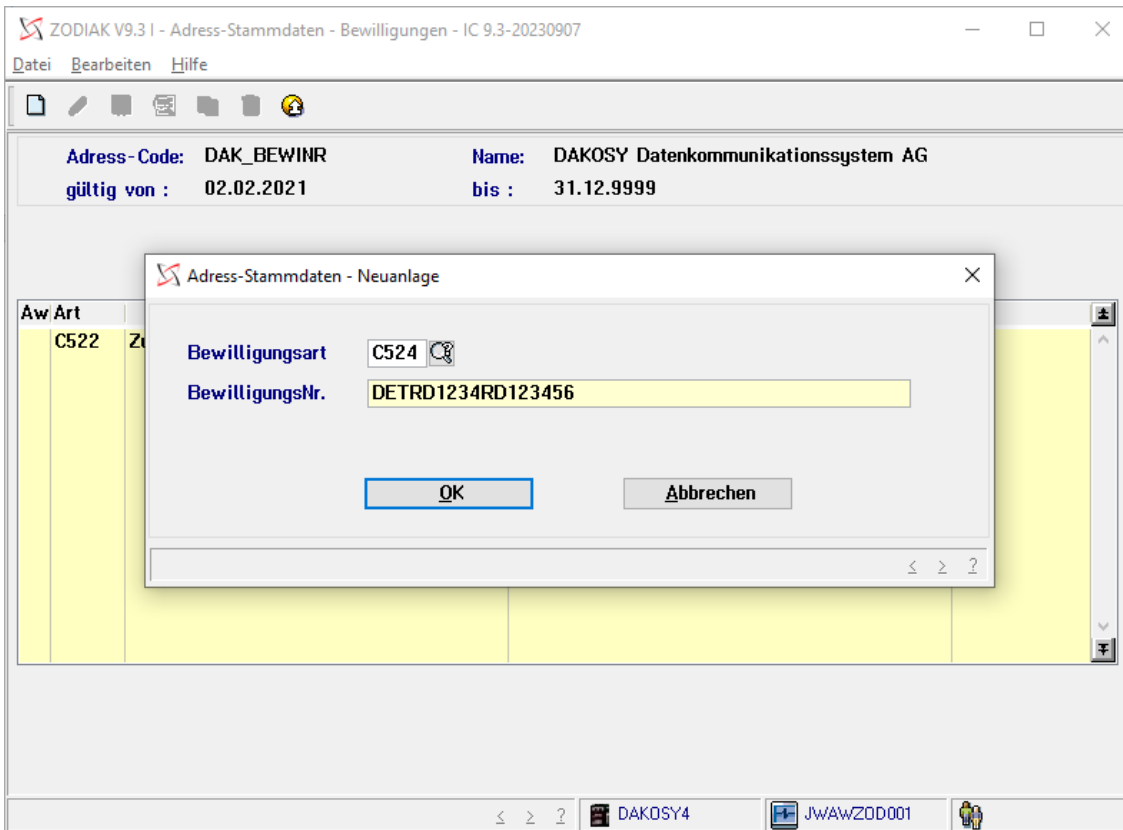 ZODIAK V9.3 I - Adress-Stammdaten - Bewilligungen - IC 9.3-20230907
Datei Bearbeiten Hilfe
Adress-Code: DAK_BEWINR Name: DAKOSY Datenkommunikationssystem AG
gültig von : 02.02.2021 bis : 31.12.9999
Adress-Stammdaten - Neuanlage
Aw Art
C522
Bewilligungsart C524
BewilligungsNr. DETRD1234RD123456
OK Abbrechen
< > ?
< > ? DAKOSY4 JWAWZOD001